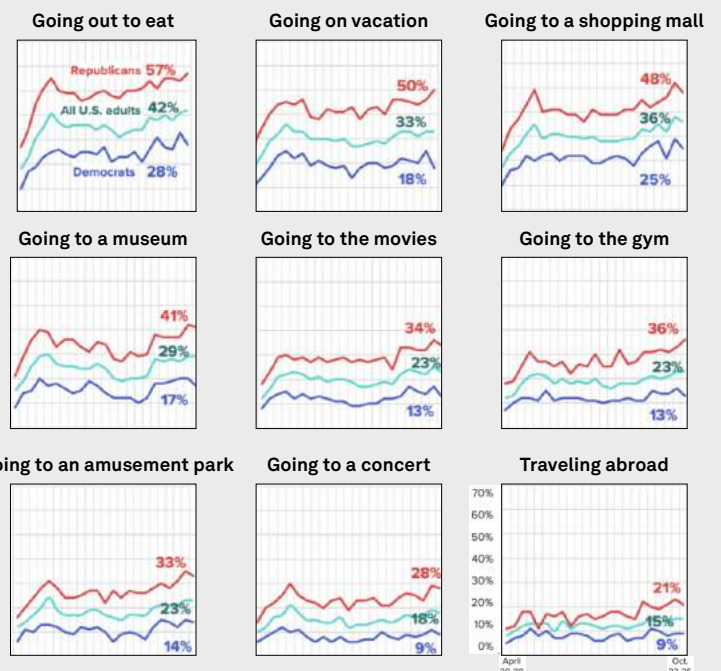 Going out to eat
Republicans 57%
All U.S. adults 42%
Democrats 28%
Going on vacation
50%
33%
18%
Going to a shopping mall
48%
36%
25%
Going to a museum
41%
29%
17%
Going to the movies
34%
23%
13%
Going to the gym
36%
23%
13%
oing to an amusement park
33%
23%
14%
Going to a concert
28%
18%
9%
Traveling abroad
70%
60%
50%
40%
30%
20%
10%
0%
21%
15%
9%
April
Oct.